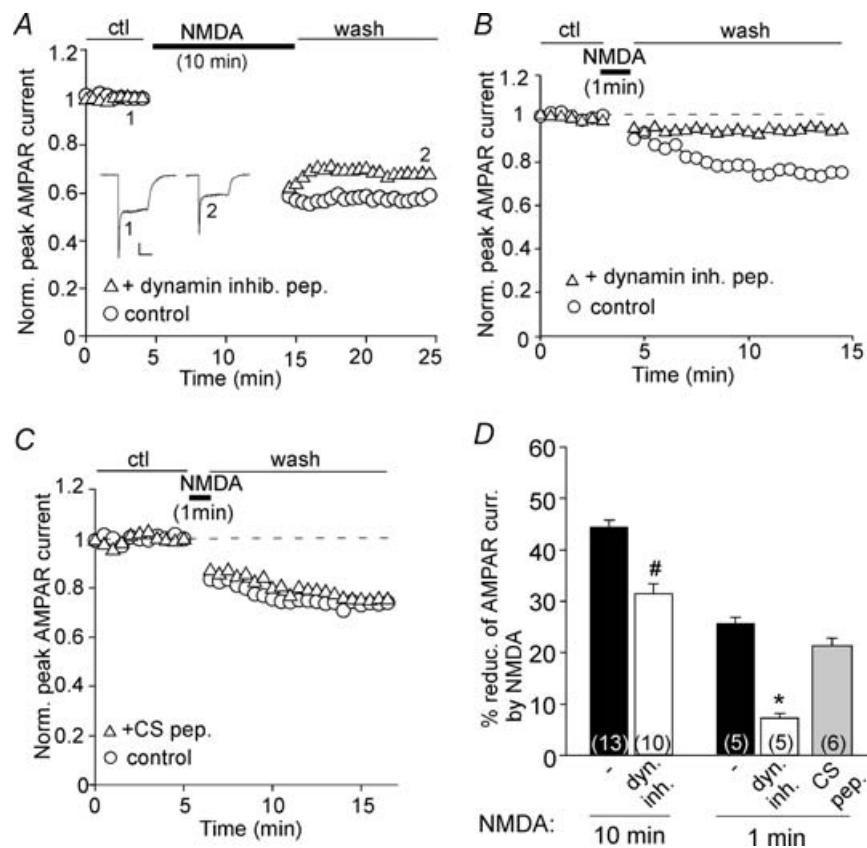 A
ctl NMDA wash
(10 min)
Norm. peak AMPAR current
1.2
1
0.8
0.6
0.4
0.2
0
1
2
1
2
+ dynamin inhib. pep.
control
0 5 10 15 20 25
Time (min)
B
ctl wash
NMDA
(1min)
Norm. peak AMPAR current
1.2
1
0.8
0.6
0.4
0.2
0
+ dynamin inh. pep.
control
0 5 10 15
Time (min)
C
ctl wash
NMDA
(1min)
Norm. peak AMPAR current
1.2
1
0.8
0.6
0.4
0.2
0
+CS pep.
control
0 5 10 15
Time (min)
D
% reduc. of AMPAR curr.
by NMDA
60
50
40
30
20
10
0
#
*
(13) (10) (5) (5) (6)
- dyn. inh. - dyn. inh. CS pep.
NMDA: 10 min 1 min